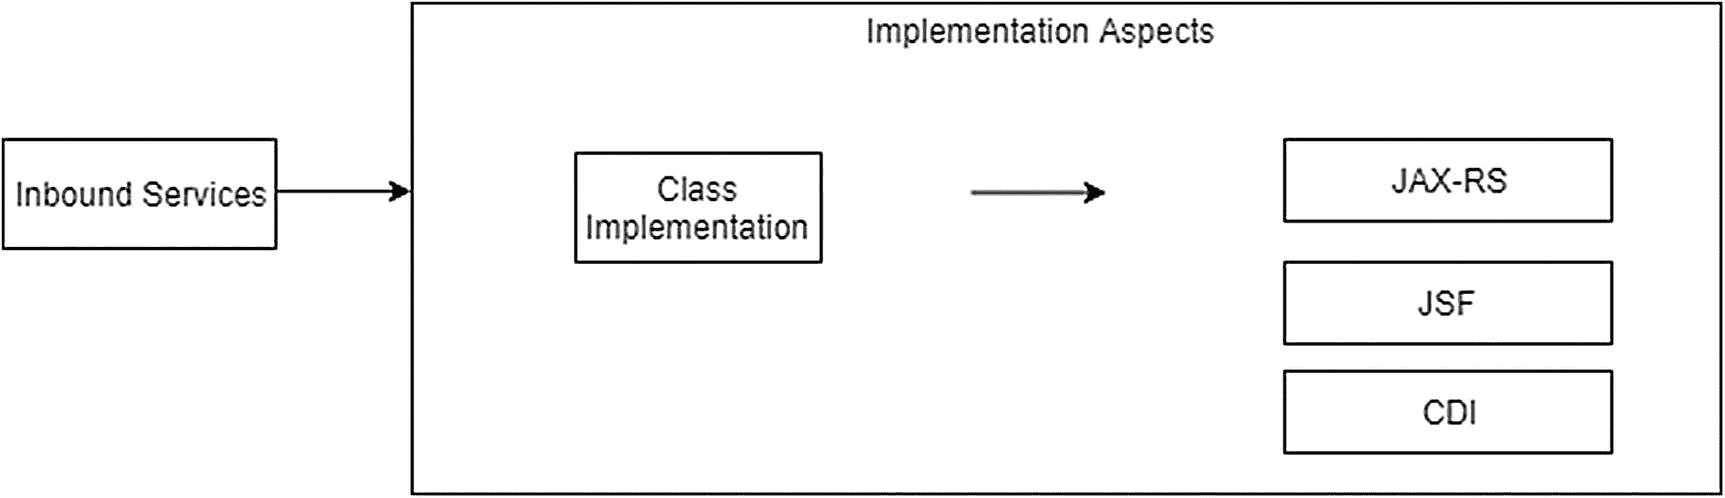 Implementation Aspects
Inbound Services
Class
Implementation
JAX-RS
JSF
CDI